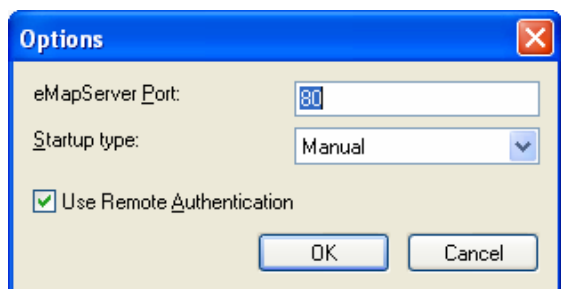 Options
eMapServer Port:
80
Startup type:
Manual
Use Remote Authentication
OK
Cancel